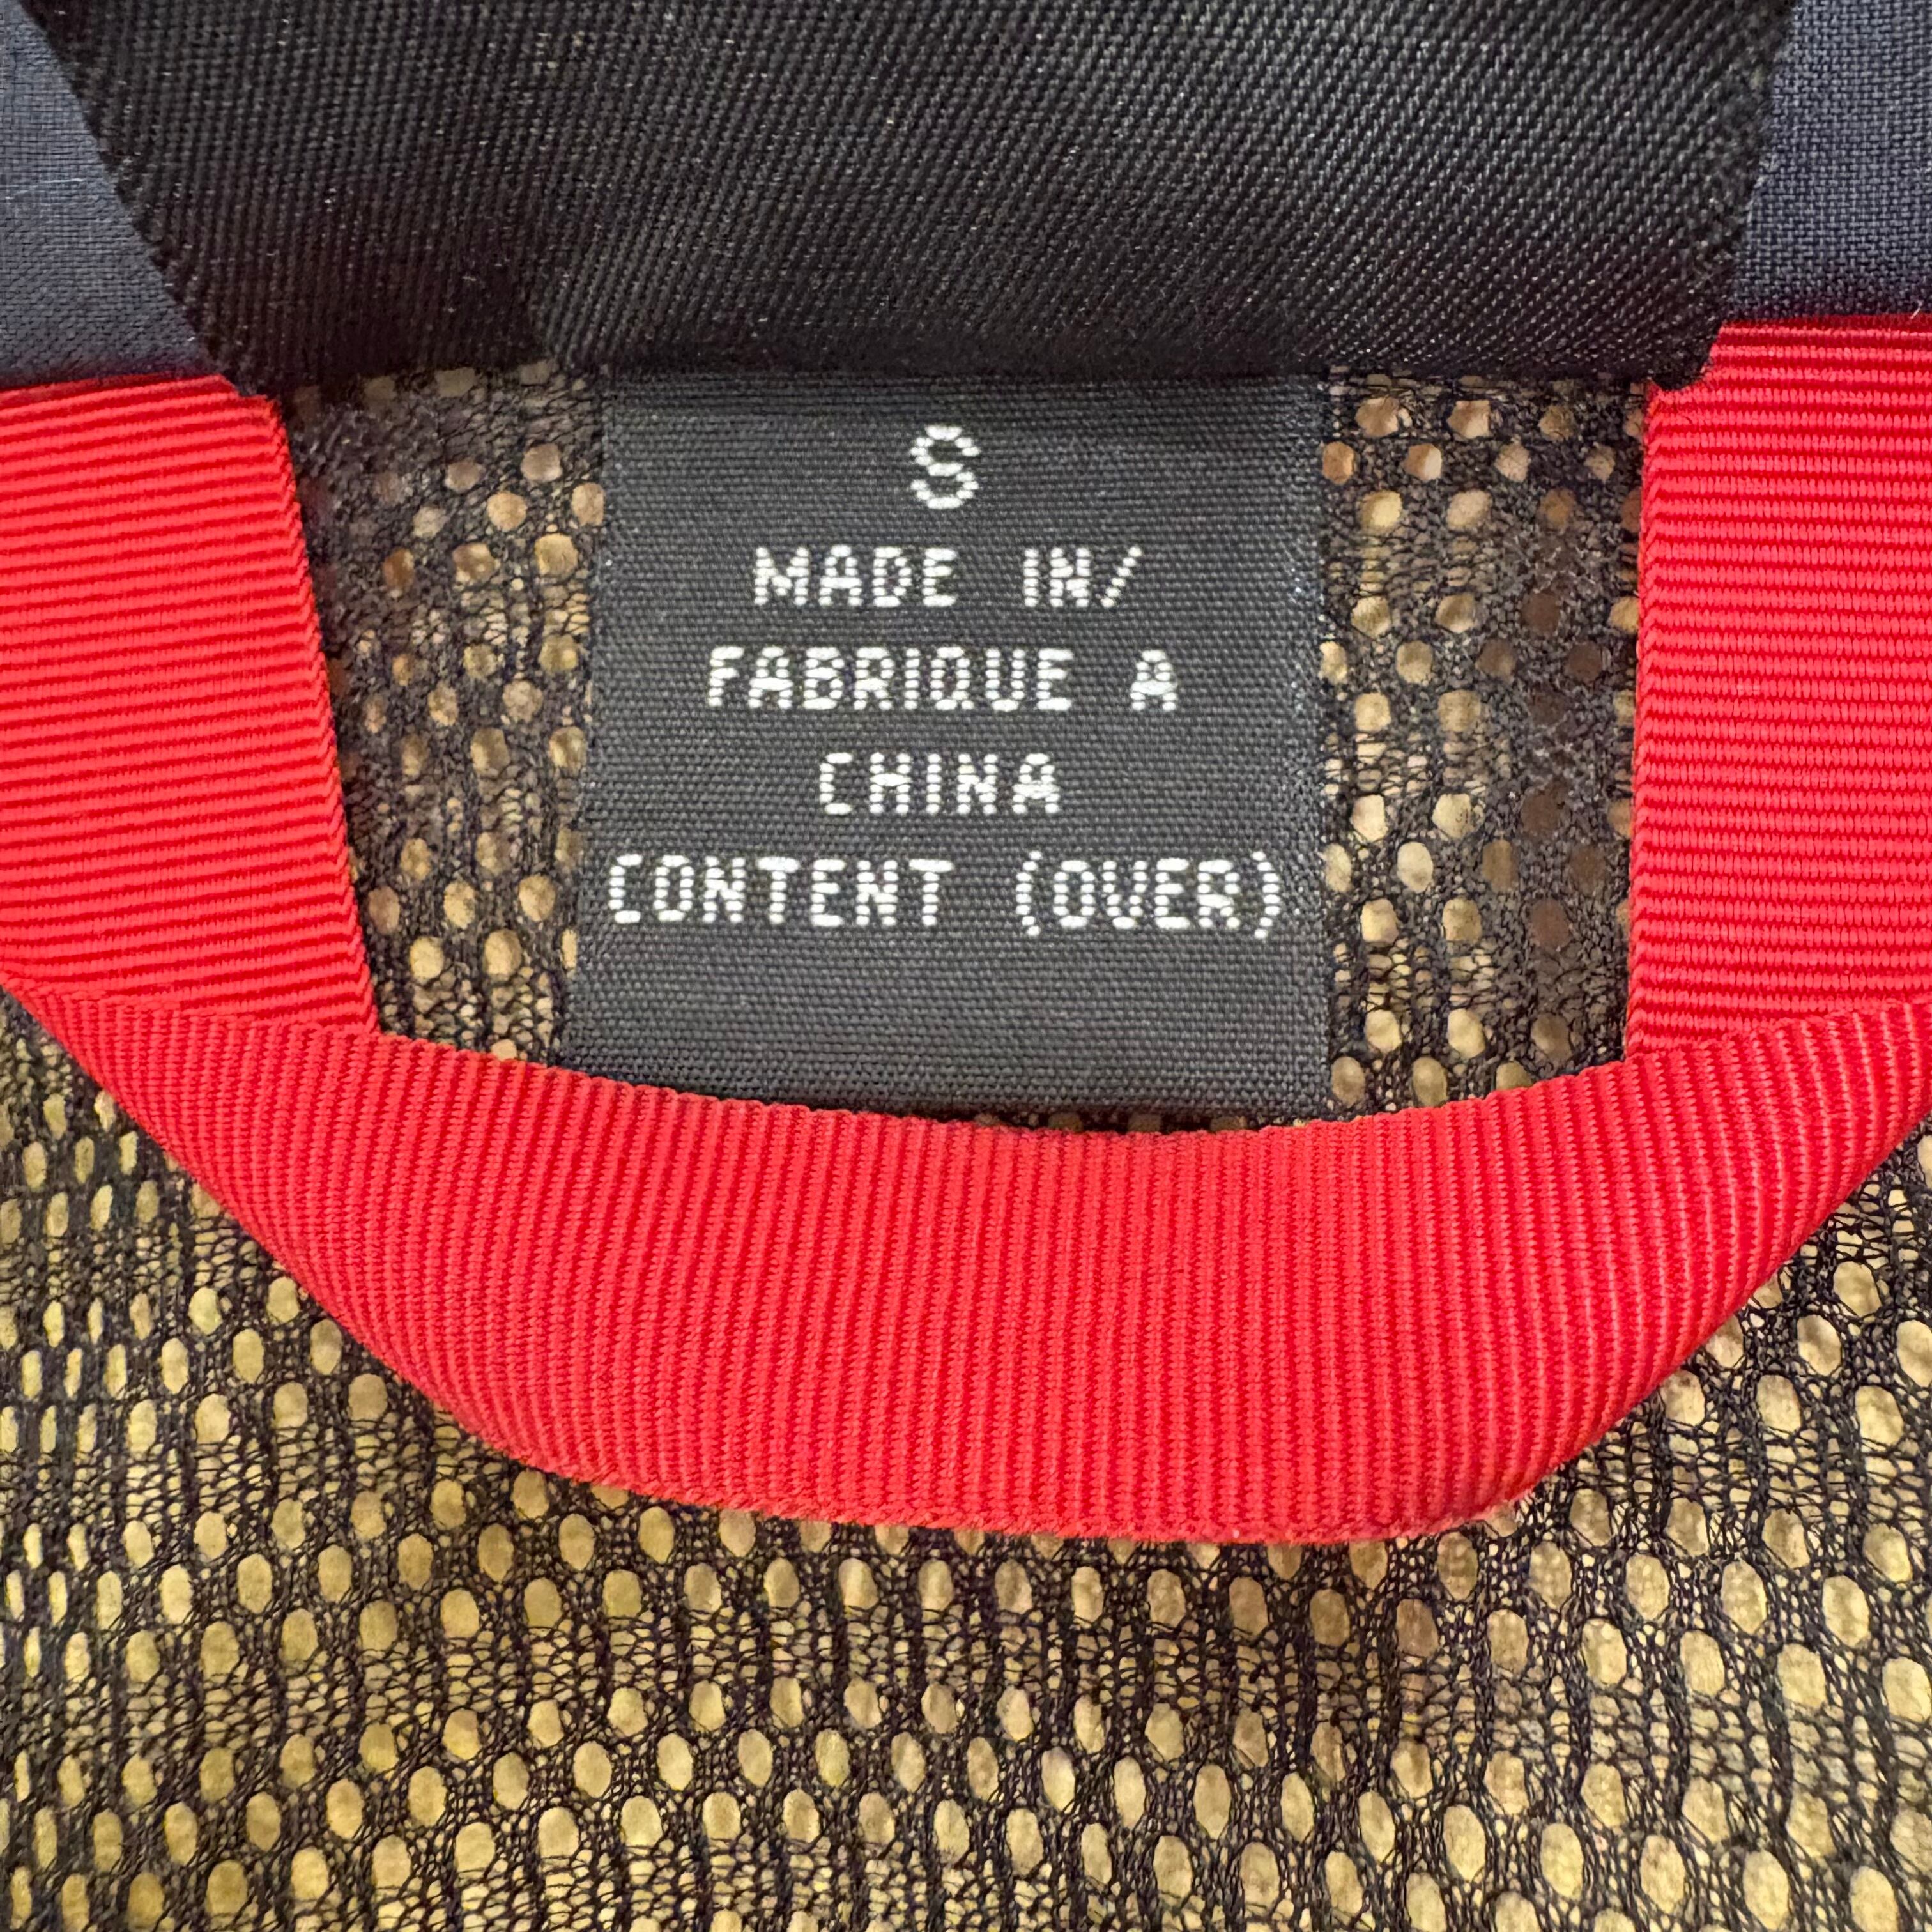 S
MADE IN/
FABRIQUE A
CHINA
CONTENT (OVER)